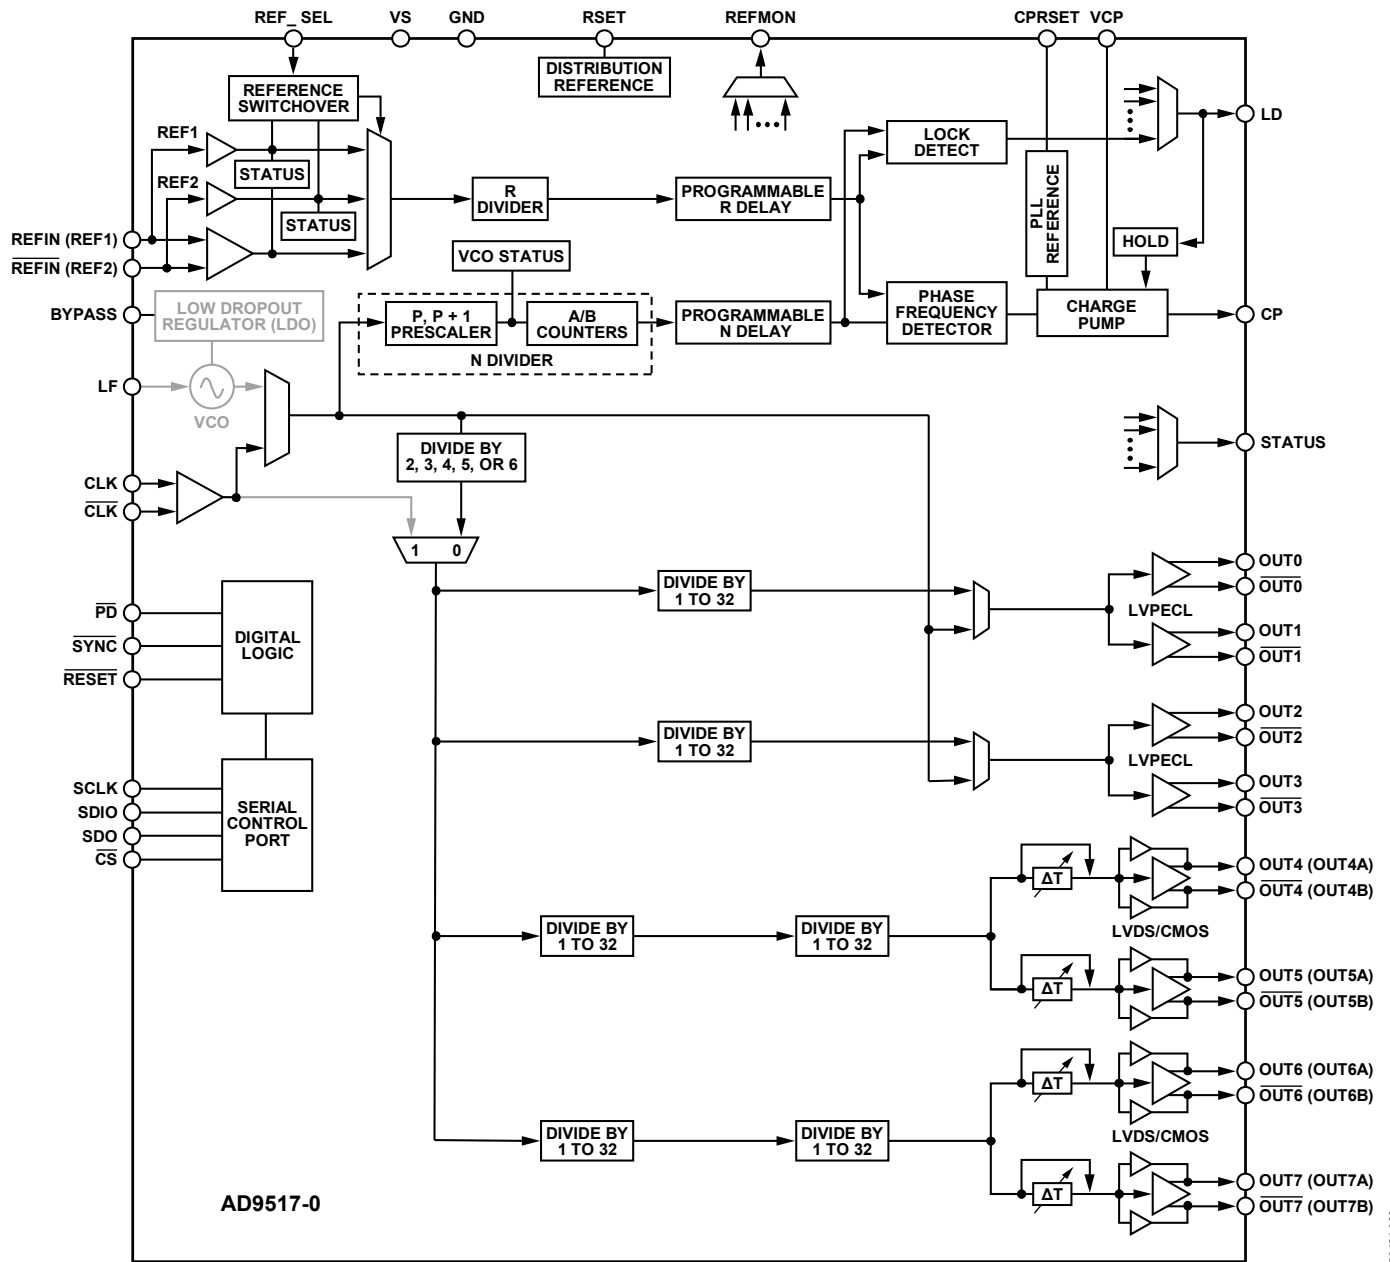 REF_ SEL
VS
GND
RSET
REFMON
CPRSET
VCP
DISTRIBUTION
REFERENCE
REFERENCE
SWITCHOVER
REF1
STATUS
REF2
STATUS
REFIN (REF1)
REFIN (REF2)
BYPASS
LOW DROPOUT
REGULATOR (LDO)
LF
VCO
R
DIVIDER
PROGRAMMABLE
R DELAY
LOCK
DETECT
LD
PLL
REFERENCE
HOLD
VCO STATUS
P, P + 1
PRESCALER
A/B
COUNTERS
N DIVIDER
PROGRAMMABLE
N DELAY
PHASE
FREQUENCY
DETECTOR
CHARGE
PUMP
CP
STATUS
DIVIDE BY
2, 3, 4, 5, OR 6
CLK
CLK
1 0
PD
SYNC
RESET
DIGITAL
LOGIC
SCLK
SDIO
SDO
CS
SERIAL
CONTROL
PORT
DIVIDE BY
1 TO 32
LVPECL
OUT0
OUT0
OUT1
OUT1
DIVIDE BY
1 TO 32
LVPECL
OUT2
OUT2
OUT3
OUT3
DIVIDE BY
1 TO 32
DIVIDE BY
1 TO 32
ΔT
ΔT
LVDS/CMOS
OUT4 (OUT4A)
OUT4 (OUT4B)
OUT5 (OUT5A)
OUT5 (OUT5B)
DIVIDE BY
1 TO 32
DIVIDE BY
1 TO 32
ΔT
ΔT
LVDS/CMOS
OUT6 (OUT6A)
OUT6 (OUT6B)
OUT7 (OUT7A)
OUT7 (OUT7B)
AD9517-0